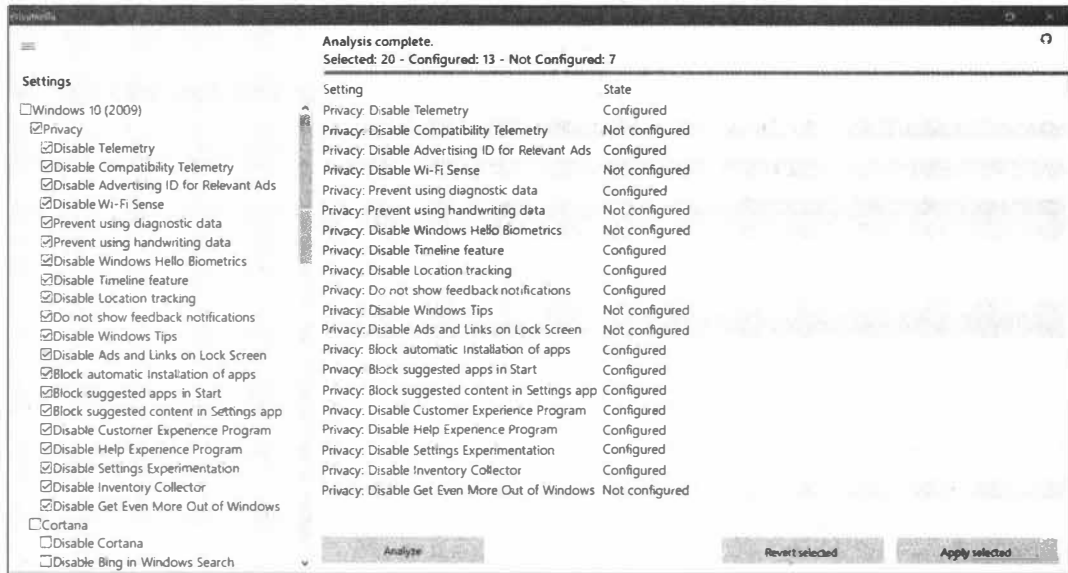 Privatezilla
Analysis complete.
Selected: 20 - Configured: 13 - Not Configured: 7
Settings
Windows 10 (2009)
Privacy
Disable Telemetry
Disable Compability Telemetry
Disable Advertising ID for Relevant Ads
Disable Wi-Fi Sense
Prevent using diagnostic data
Prevent using handwriting data
Disable Windows Hello Biometrics
Disable Timeline feature
Disable Location tracking
Do not show feedback notifications
Disable Windows Tips
Disable Ads and Links on Lock Screen
Block automatic Installation of apps
Block suggested apps in Start
Block suggested content in Settings app
Disable Customer Experience Program
Disable Help Experience Program
Disable Settings Experimentation
Disable Inventory Collector
Disable Get Even More Out of Windows
Cortana
Disable Cortana
Disable Bing in Windows Search
Setting State
Privacy: Disable Telemetry Configured
Privacy: Disable Compability Telemetry Not configured
Privacy: Disable Advertising ID for Relevant Ads Configured
Privacy: Disable Wi-Fi Sense Not configured
Privacy: Prevent using diagnostic data Configured
Privacy: Prevent using handwriting data Not configured
Privacy: Disable Windows Hello Biometrics Not configured
Privacy: Disable Timeline feature Configured
Privacy: Disable Location tracking Configured
Privacy: Do not show feedback notifications Configured
Privacy: Disable Windows Tips Not configured
Privacy: Disable Ads and Links on Lock Screen Not configured
Privacy: Block automatic Installation of apps Configured
Privacy: Block suggested apps in Start Configured
Privacy: Block suggested content in Settings app Configured
Privacy: Disable Customer Experience Program Configured
Privacy: Disable Help Experience Program Configured
Privacy: Disable Settings Experimentation Configured
Privacy: Disable Inventory Collector Configured
Privacy: Disable Get Even More Out of Windows Not configured
Analyze
Revert selected
Apply selected